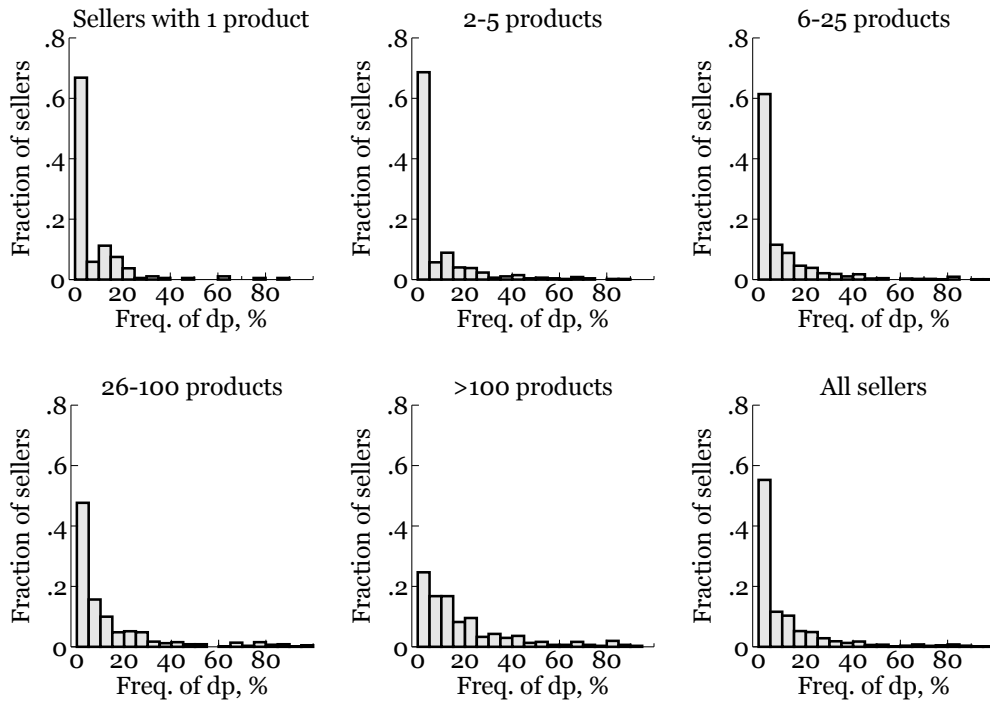 Sellers with 1 product
Fraction of sellers
.8
.6
.4
.2
0
0 20 40 60 80
Freq. of dp, %
2-5 products
Fraction of sellers
.8
.6
.4
.2
0
0 20 40 60 80
Freq. of dp, %
6-25 products
Fraction of sellers
.8
.6
.4
.2
0
0 20 40 60 80
Freq. of dp, %
26-100 products
Fraction of sellers
.8
.6
.4
.2
0
0 20 40 60 80
Freq. of dp, %
>100 products
Fraction of sellers
.8
.6
.4
.2
0
0 20 40 60 80
Freq. of dp, %
All sellers
Fraction of sellers
.8
.6
.4
.2
0
0 20 40 60 80
Freq. of dp, %